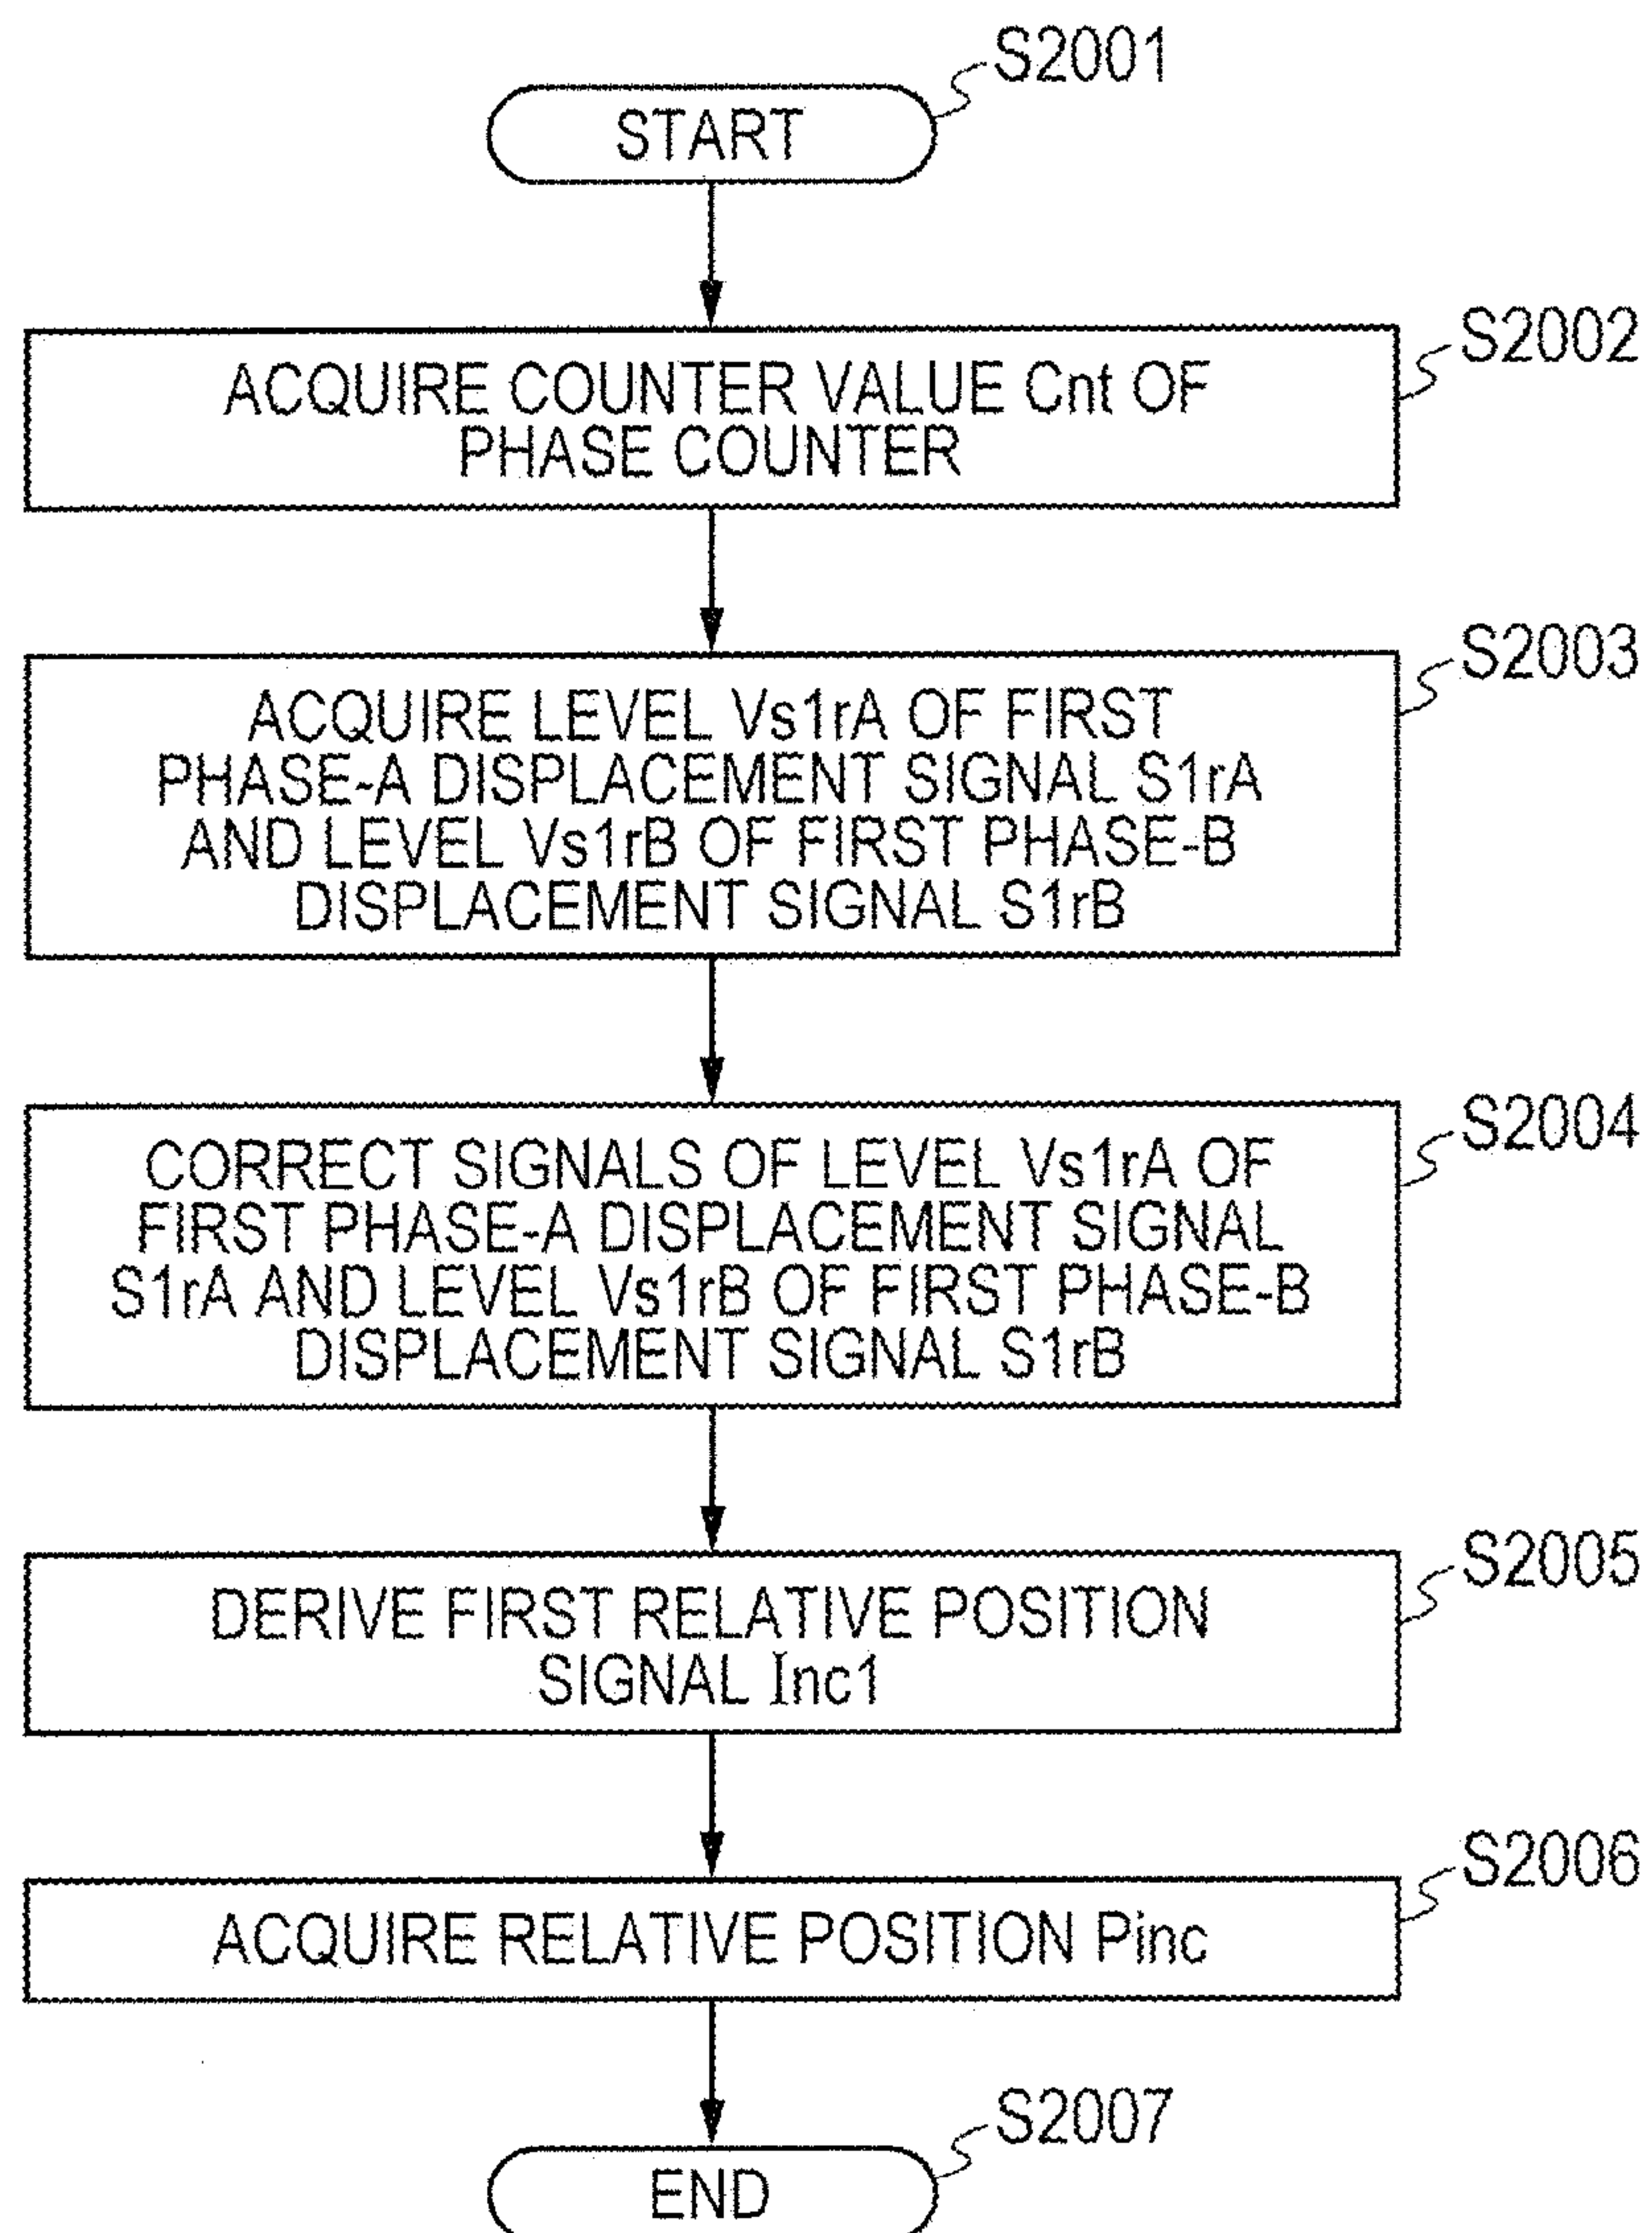 S2001
START
S2002
ACQUIRE COUNTER VALUE Cnt OF
PHASE COUNTER
S2003
ACQUIRE LEVEL Vs1rA OF FIRST
PHASE-A DISPLACEMENT SIGNAL S1rA
AND LEVEL Vs1rB OF FIRST PHASE-B
DISPLACEMENT SIGNAL S1rB
S2004
CORRECT SIGNALS OF LEVEL Vs1rA OF
FIRST PHASE-A DISPLACEMENT SIGNAL
S1rA AND LEVEL Vs1rB OF FIRST PHASE-B
DISPLACEMENT SIGNAL S1rB
S2005
DERIVE FIRST RELATIVE POSITION
SIGNAL Inc1
S2006
ACQUIRE RELATIVE POSITION Pinc
S2007
END